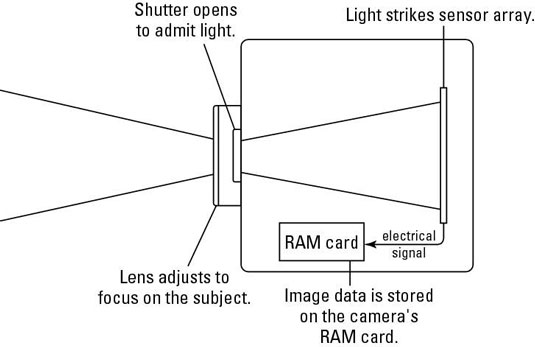 Shutter opens
to admit light.
Light strikes sensor array.
RAM card
electrical
signal
Lens adjusts to
focus on the subject.
Image data is stored
on the camera's
RAM card.